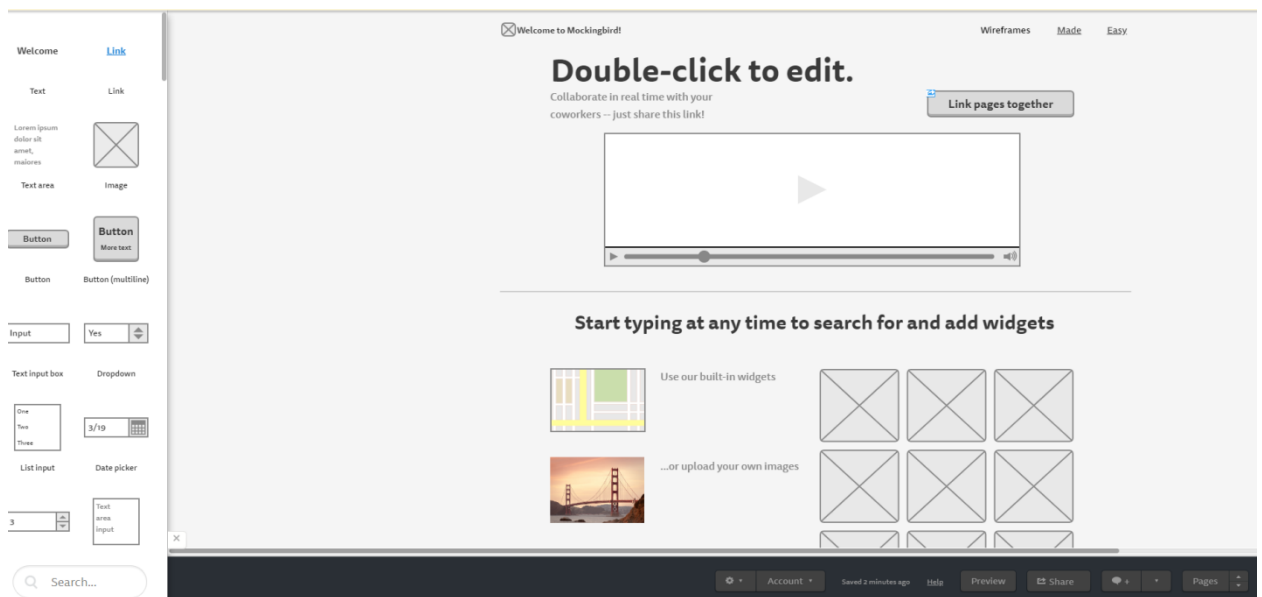 Welcome
Link
Text
Link
Lorem ipsum
dolor sit
amet,
maiores
Text area
Image
Button
Button
More text
Button
Button (multiline)
Input
Yes
Text input box
Dropdown
One
Two
Three
3/19
List input
Date picker
3
Text
area
input
Search...
Welcome to Mockingbird!
Wireframes Made Easy
Double-click to edit.
Collaborate in real time with your
coworkers -- just share this link!
Link pages together
Start typing at any time to search for and add widgets
Use our built-in widgets
...or upload your own images
Account
Saved 2 minutes ago
Help
Preview
Share
+
Pages